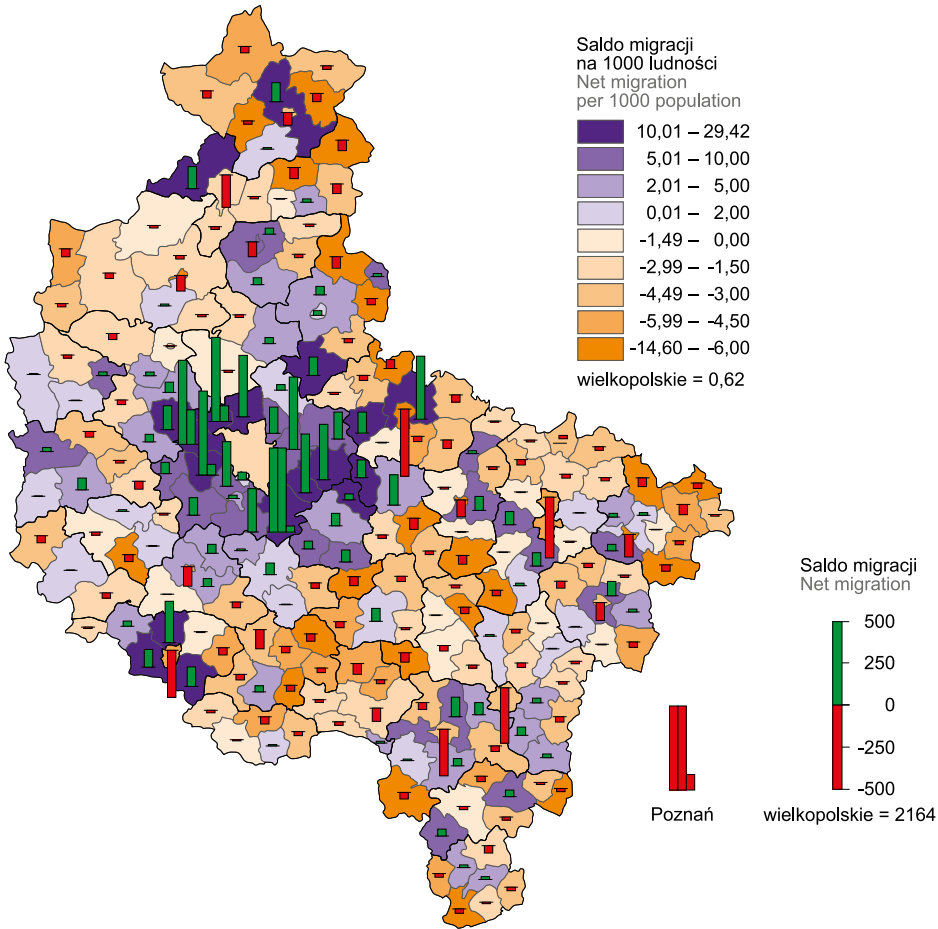 Saldo migracji
na 1000 ludności
Net migration
per 1000 population
10,01 – 29,42
5,01 – 10,00
2,01 – 5,00
0,01 – 2,00
-1,49 – 0,00
-2,99 – -1,50
-4,49 – -3,00
-5,99 – -4,50
-14,60 – -6,00
wielkopolskie = 0,62
Saldo migracji
Net migration
500
250
0
-250
-500
Poznań
wielkopolskie = 2164